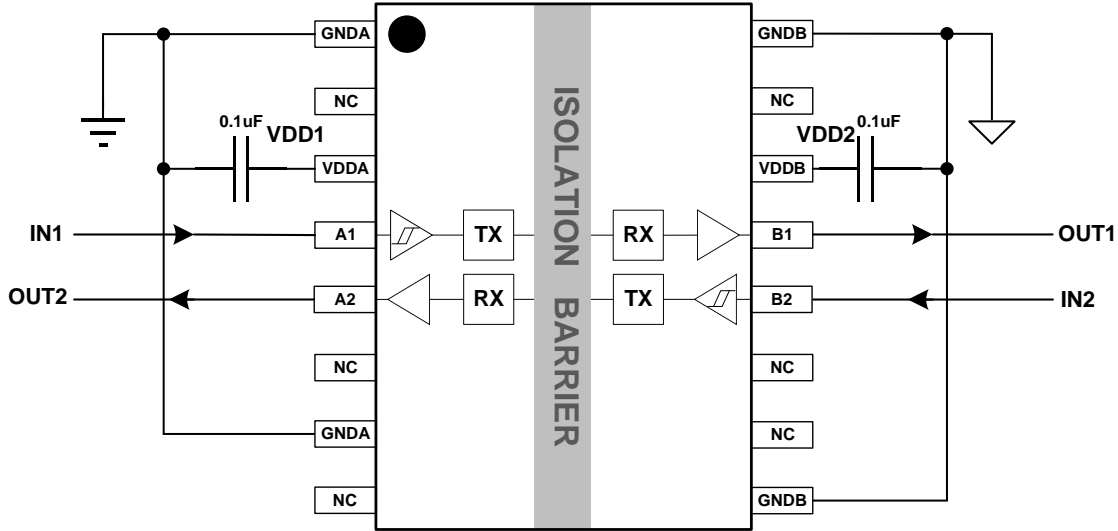 GNDA
GNDB
NC
NC
0.1uF
VDD1
VDD2
0.1uF
VDDA
VDDB
IN1
A1
TX
RX
B1
OUT1
OUT2
A2
RX
TX
B2
IN2
ISOLATION BARRIER
NC
NC
GNDA
NC
NC
GNDB